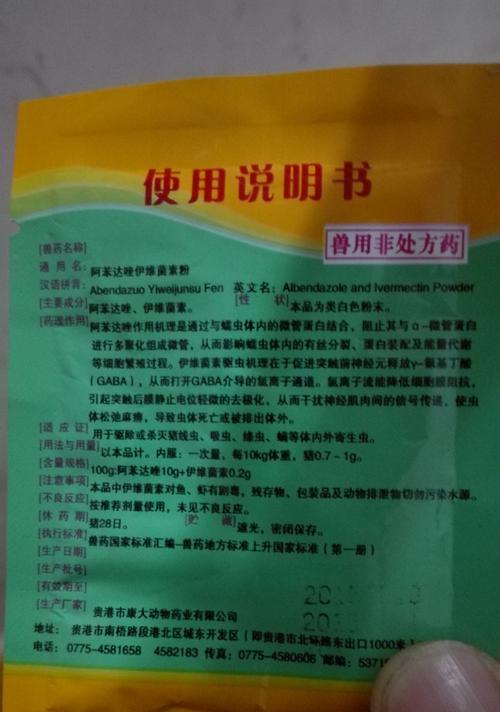 使用说明书
兽用非处方药
[兽药名称]
通 用 名：阿苯达唑伊维菌素粉
汉语拼音：Abendazuo Yiweijunsu Fen 英文名：Albendazole and Ivermectin Powder
[主要成分] 阿苯达唑、伊维菌素。 [性 状] 本品为类白色粉末。
[药理作用] 阿苯达唑作用机理是通过与蠕虫体内的微管蛋白结合，阻止其与α-微管蛋白
进行多聚化组成微管，从而影响蠕虫体内的有丝分裂、蛋白装配及能量代谢
等细胞繁殖过程。伊维菌素驱虫机理在于促进突触前神经元释放γ-氨基丁酸
（GABA），从而打开GABA介导的氯离子通道。氯离子流能降低细胞膜阻抗，
引起突触后膜静止电位轻微的去极化，从而干扰神经肌肉间的信号传递，使虫
体松弛麻痹，导致虫体死亡或被排出体外。
[适 应 证] 用于驱除或杀灭猪线虫、吸虫、绦虫、螨等体内外寄生虫。
[用法与用量] 以本品计。内服：一次量，每10kg体重，猪0.7～1g。
[含量规格] 100g:阿苯达唑10g+伊维菌素0.2g
[注意事项] 本品中伊维菌素对鱼、虾有剧毒，残存物、包装品及动物排泄物切勿污染水源。
[不良反应] 按推荐剂量使用，未见不良反应。
[休 药 期] 猪28日。 [贮 藏] 遮光，密闭保存。
[执行标准] 兽药国家标准汇编-兽药地方标准上升国家标准（第一册）
[生产日期]
[生产批号]
[有效期至]
[生产厂家] 贵港市康大动物药业有限公司
地址：贵港市南梧路段港北区城东开发区（即贵港市北环路东出口1000米）
电话：0775-4581658 4582183 传真：0775-4580606 邮编：5371